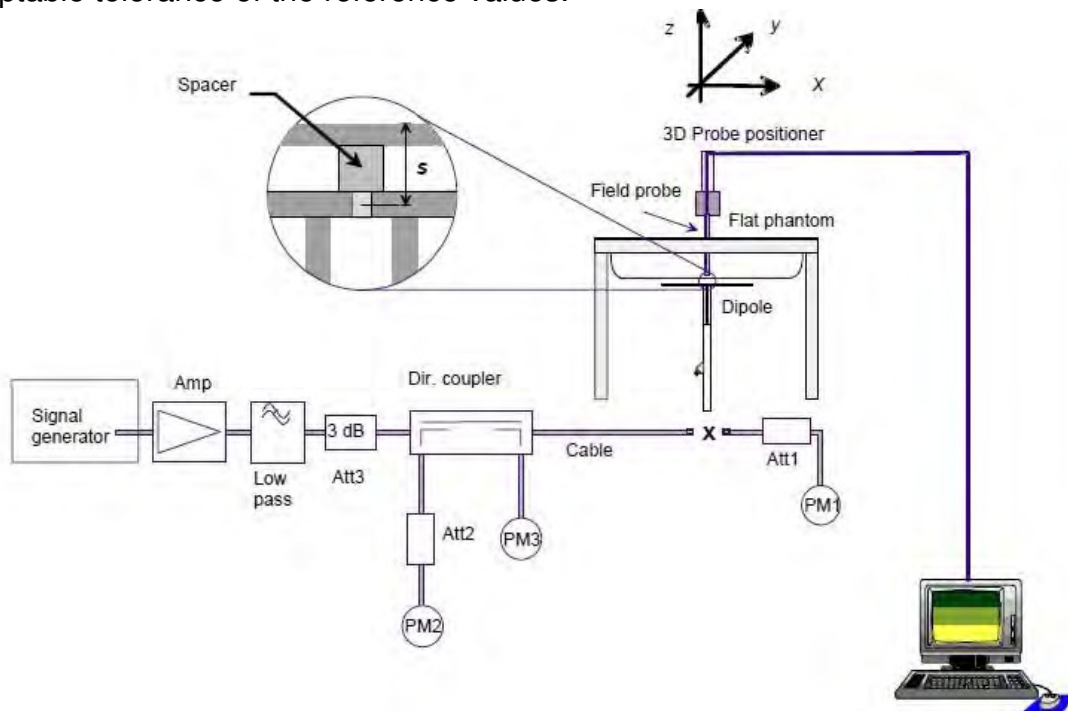 ptable tolerance of the reference values.
z
y
x
Spacer
s
3D Probe positioner
Field probe
Flat phantom
Dipole
Signal
generator
Amp
Low
pass
3 dB
Att3
Dir. coupler
Att2
PM2
PM3
Cable
x
Att1
PM1